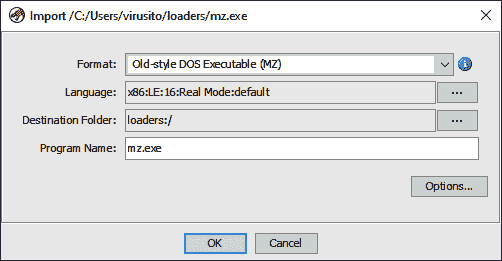 Import /C:/Users/virusito/loaders/mz.exe
Format: Old-style DOS Executable (MZ)
Language: x86:LE:16:Real Mode:default ...
Destination Folder: loaders:/ ...
Program Name: mz.exe
Options...
OK Cancel